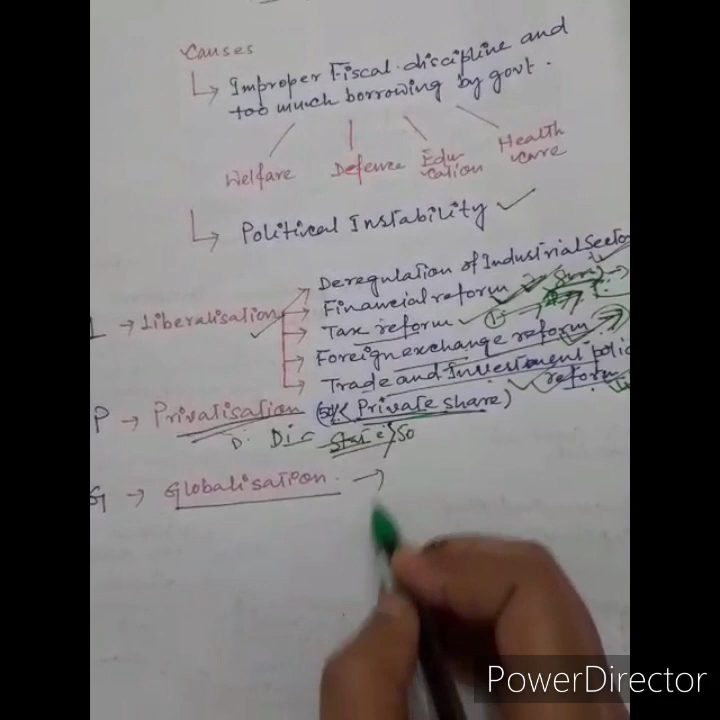 Causes
Improper Fiscal discipline and
too much borrowing by govt.
Welfare Defence Edu- Health
cation care
Political Instability
L → Liberalisation
Deregulation of Industrial Sector
Financial reform
Tax reform
Foreign exchange reform
Trade and Investment polic
reform
P → Privatisation (51% < Private share)
G → Globalisation →
PowerDirector